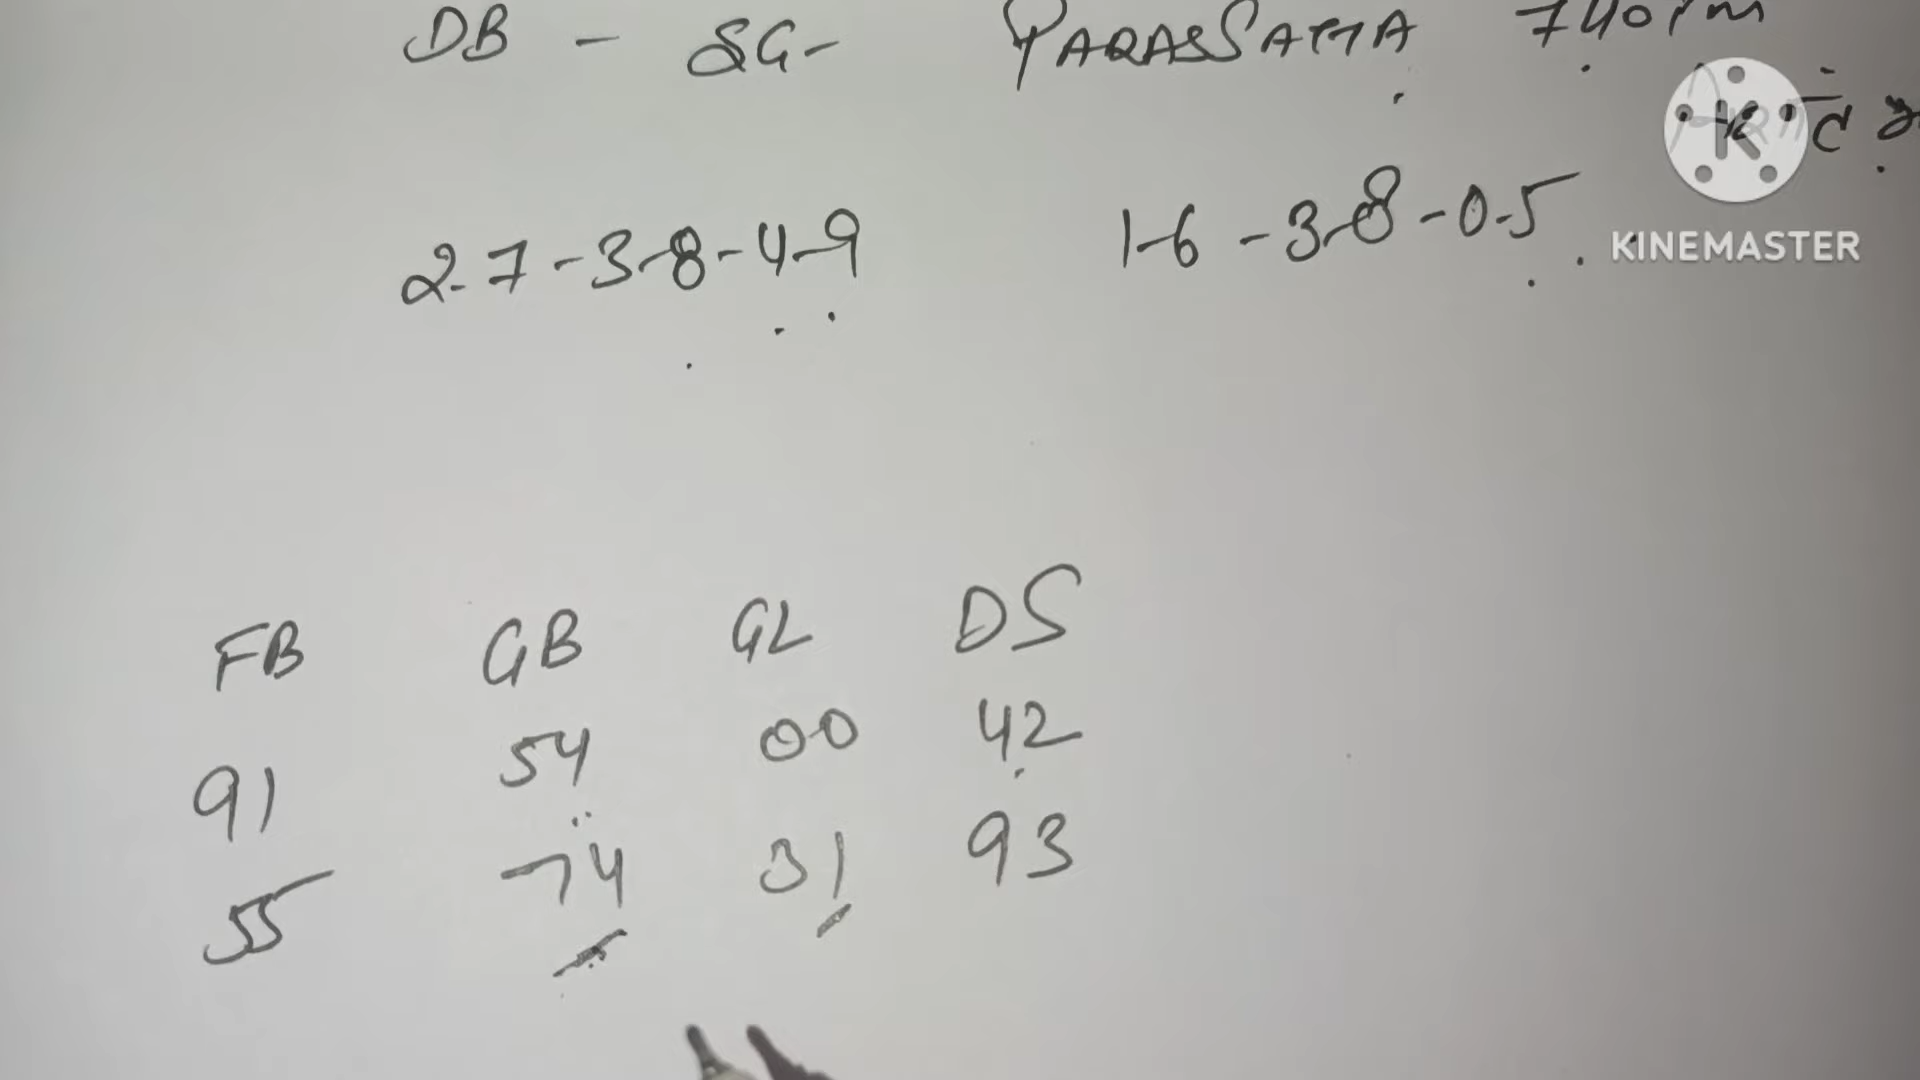 DB - SG- PARASSATTA 740PM
2-7-3-8-4-9 1-6-3-8-0-5
KINEMASTER
FB GB GL DS
91 54 00 42
55 74 31 93